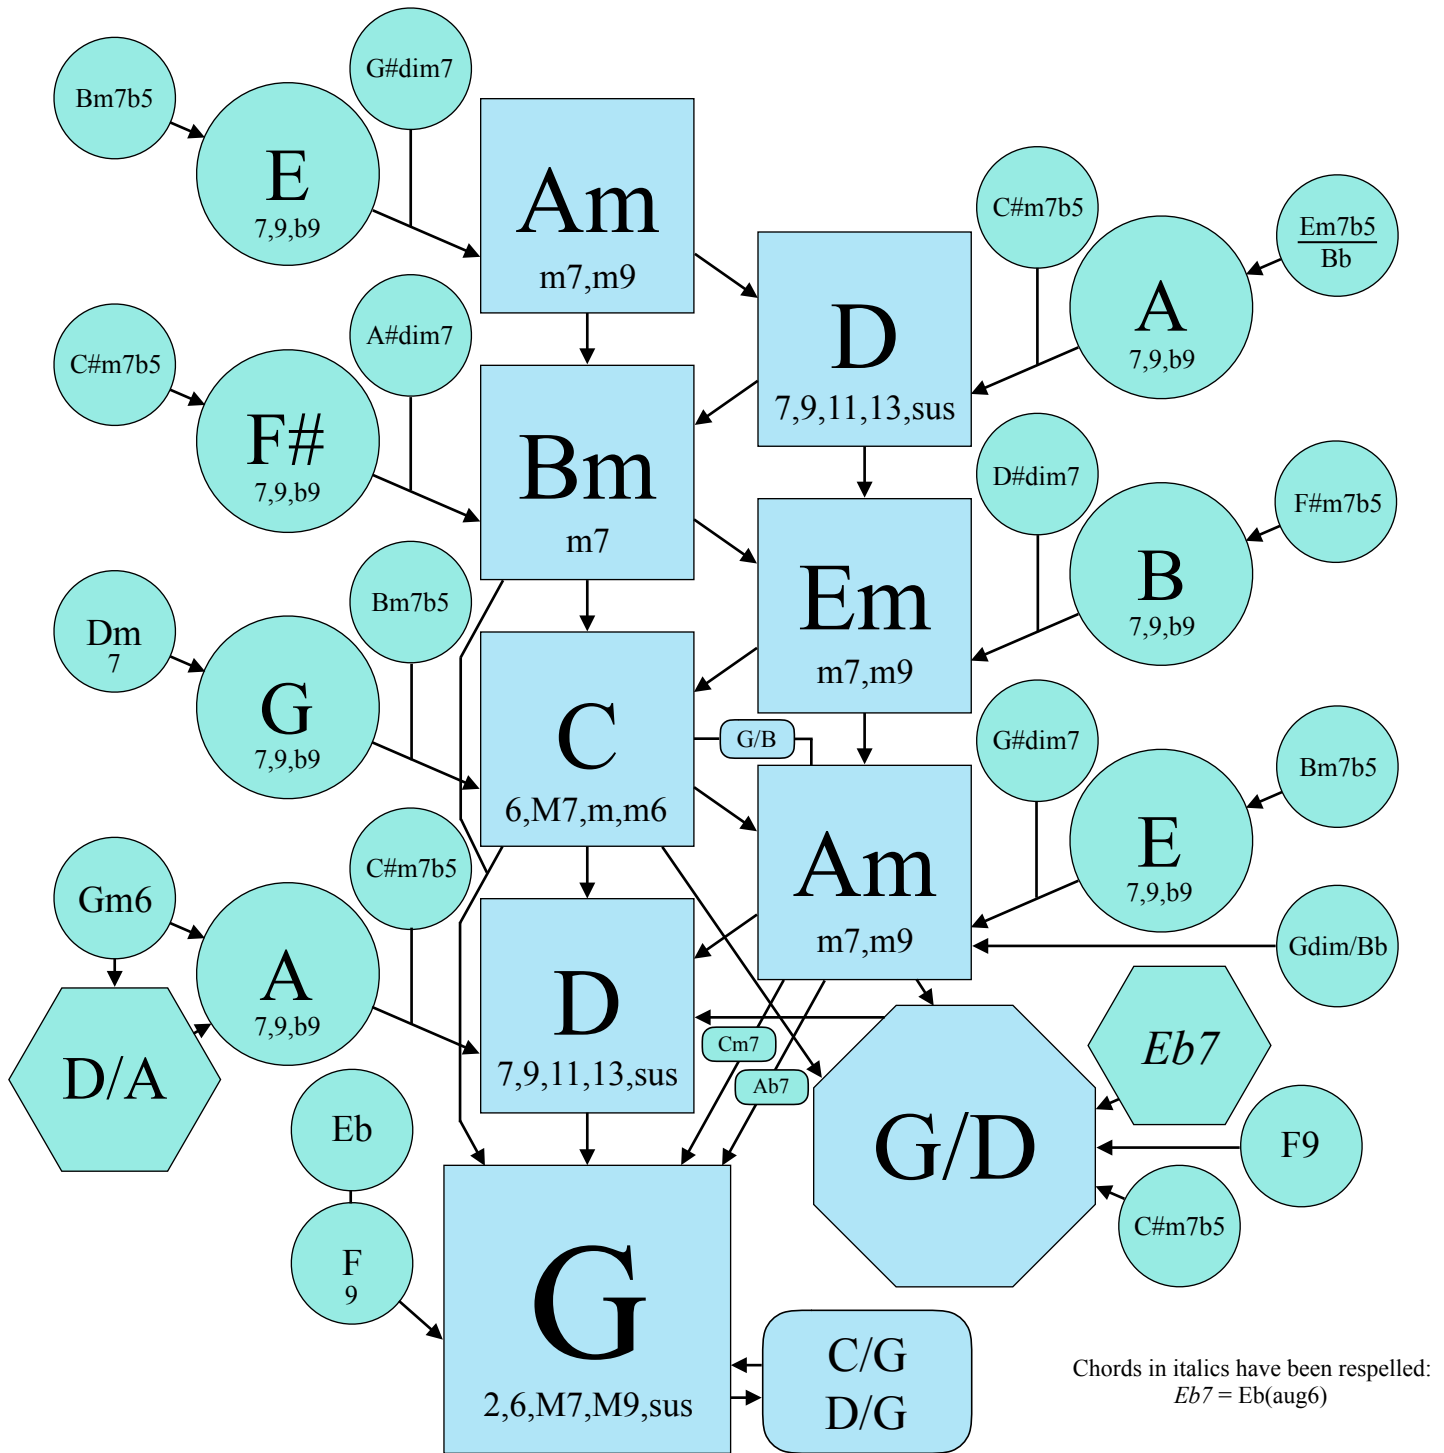 G#dim7
Bm7b5
E
7,9,b9
Am
m7,m9
C#m7b5
Em7b5
Bb
A
7,9,b9
D
7,9,11,13,sus
A#dim7
C#m7b5
F#
7,9,b9
Bm
m7
D#dim7
F#m7b5
B
7,9,b9
Em
m7,m9
Bm7b5
Dm
7
G
7,9,b9
C
6,M7,m,m6
G/B
G#dim7
Bm7b5
E
7,9,b9
Am
m7,m9
C#m7b5
Gm6
A
7,9,b9
D/A
D
7,9,11,13,sus
Gdim/Bb
Cm7
Ab7
Eb7
G/D
F9
C#m7b5
Eb
F
9
G
2,6,M7,M9,sus
C/G
D/G
Chords in italics have been respelled:
Eb7 = Eb(aug6)